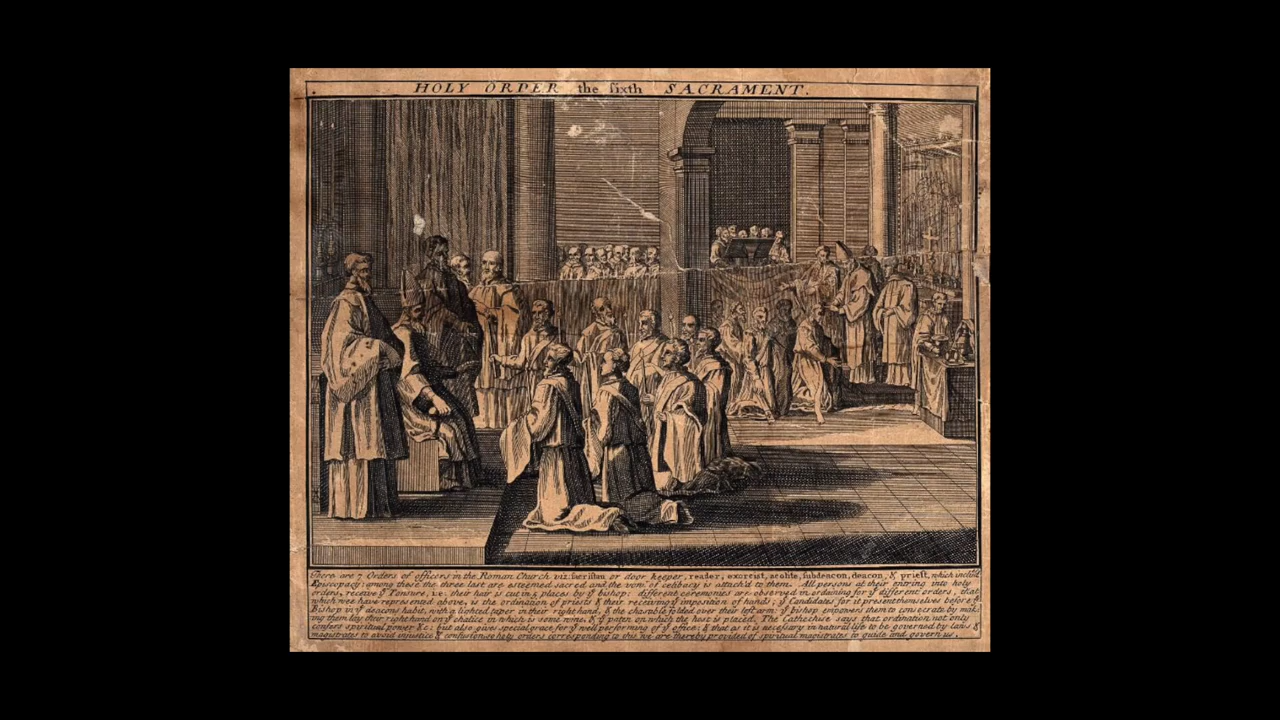 HOLY ORDER the sixth SACRAMENT.
There are 7 Orders of officers in the Roman Church, viz: sacristan or door keeper, reader, exorcist, acolite, subdeacon, deacon, & priest, which includ
Episcopacy: among these the three last are esteemed sacred and the vow of celibacy is attach'd to them. All persons at their entring into holy
orders, receive yͤ Tonsure, i.e. their hair is cut in 5 places by yͤ bishop; different ceremonies are observed in ordaining for yͤ different orders, that
which wee have represented above, is the ordination of priests & their receiving yͤ imposition of hands; yͤ Candidates for it present themselves before yͤ
Bishop in yͤ deacons habit, with a lighted taper in their right hand, & the chasuble folded over their left arm: yͤ bishop empowers them to consecrate by mak:
ing them lay their right hand on yͤ chalice, in which is some wine, & yͤ paten on which the host is placed. The Cathechise says that ordination not only
confers spiritual power &c: but also gives special grace for yͤ well performing of yͤ office: & that as it is necessary in natural life to be governed by laws &
magistrates to avoid injustice & confusion so holy orders corresponding to this we are thereby provided of spiritual magistrates to guide and govern us.